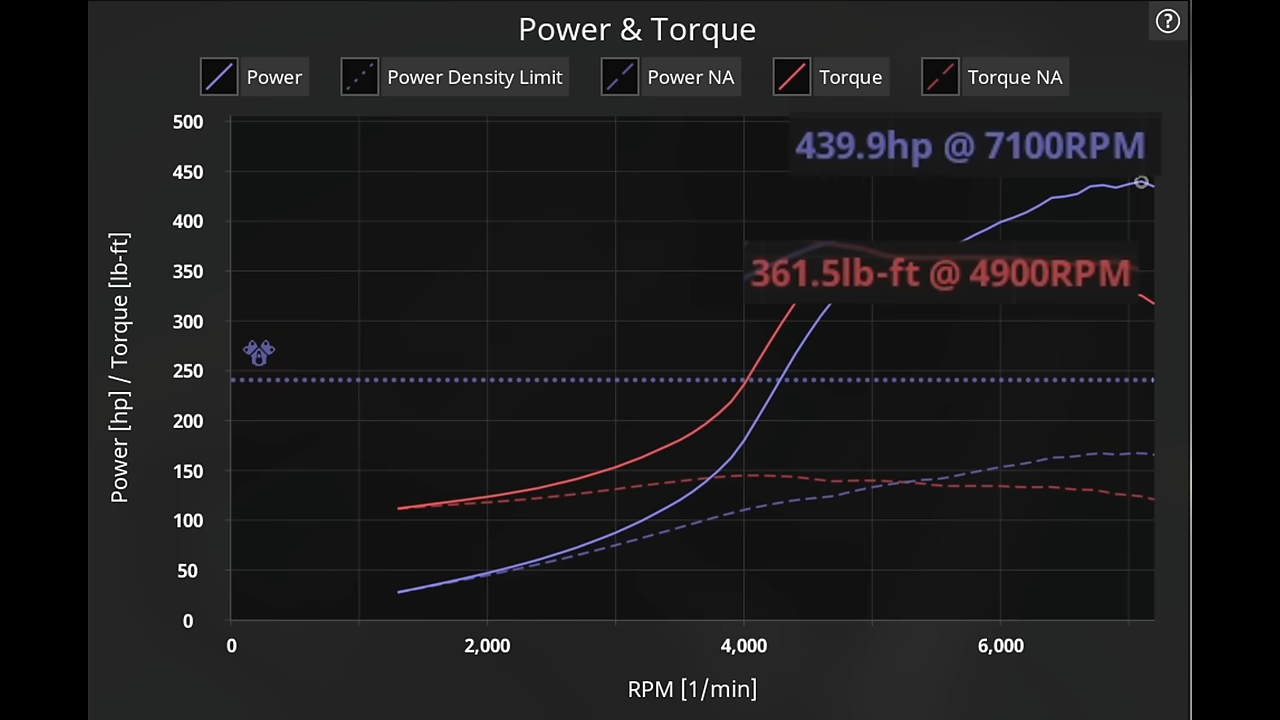 Power & Torque
?
Power
Power Density Limit
Power NA
Torque
Torque NA
500
450
400
350
300
250
200
150
100
50
0
Power [hp] / Torque [lb-ft]
439.9hp @ 7100RPM
361.5lb-ft @ 4900RPM
0
2,000
4,000
6,000
RPM [1/min]